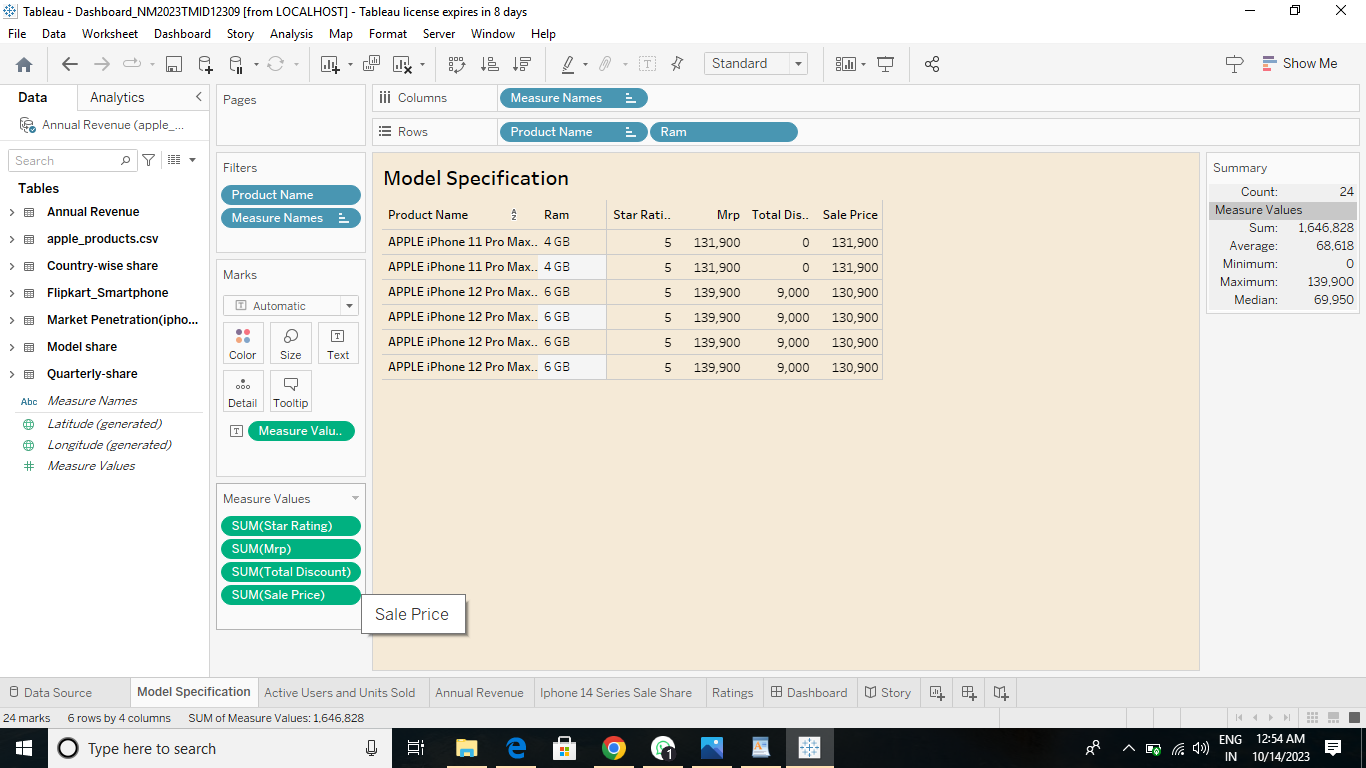 Tableau - Dashboard_NM2023TMID12309 [from LOCALHOST] - Tableau license expires in 8 days
File Data Worksheet Dashboard Story Analysis Map Format Server Window Help
Standard
Show Me
Data Analytics
Annual Revenue (apple_...
Search
Tables
Annual Revenue
apple_products.csv
Country-wise share
Flipkart_Smartphone
Market Penetration(ipho...
Model share
Quarterly-share
Abc Measure Names
Latitude (generated)
Longitude (generated)
# Measure Values
Pages
Filters
Product Name
Measure Names
Marks
T Automatic
Color Size Text
Detail Tooltip
T Measure Valu..
Measure Values
SUM(Star Rating)
SUM(Mrp)
SUM(Total Discount)
SUM(Sale Price)
Sale Price
Columns Measure Names
Rows Product Name Ram
Model Specification
Product Name Ram Star Rati.. Mrp Total Dis.. Sale Price
APPLE iPhone 11 Pro Max.. 4 GB 5 131,900 0 131,900
APPLE iPhone 11 Pro Max.. 4 GB 5 131,900 0 131,900
APPLE iPhone 12 Pro Max.. 6 GB 5 139,900 9,000 130,900
APPLE iPhone 12 Pro Max.. 6 GB 5 139,900 9,000 130,900
APPLE iPhone 12 Pro Max.. 6 GB 5 139,900 9,000 130,900
APPLE iPhone 12 Pro Max.. 6 GB 5 139,900 9,000 130,900
Summary
Count: 24
Measure Values
Sum: 1,646,828
Average: 68,618
Minimum: 0
Maximum: 139,900
Median: 69,950
Data Source Model Specification Active Users and Units Sold Annual Revenue Iphone 14 Series Sale Share Ratings Dashboard Story
24 marks 6 rows by 4 columns SUM of Measure Values: 1,646,828
Type here to search
1
ENG
IN
12:54 AM
10/14/2023